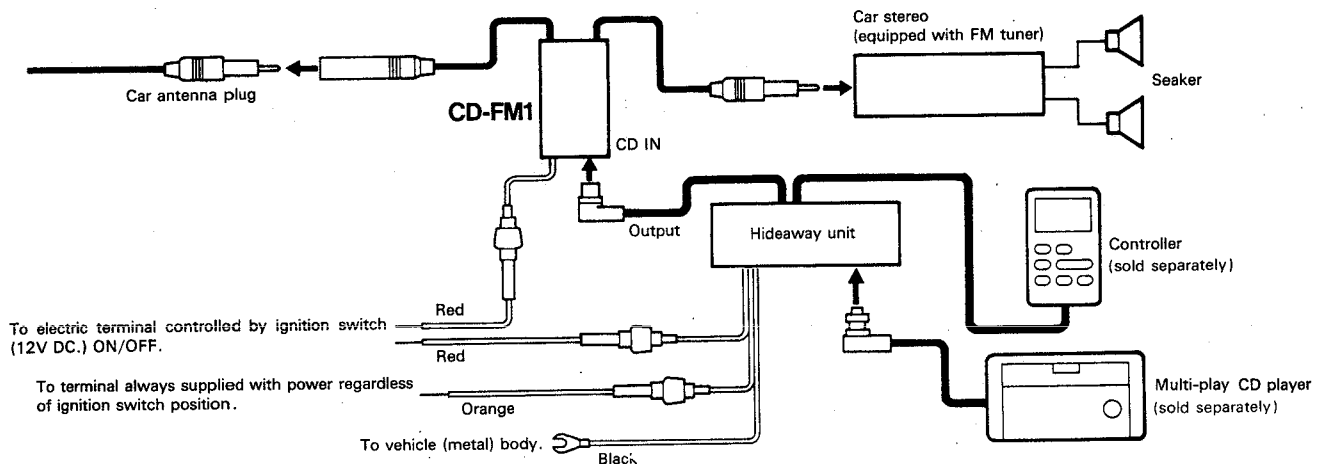 Car stereo
(equipped with FM tuner)
Car antenna plug
Seaker
CD-FM1
CD IN
Output
Hideaway unit
Controller
(sold separately)
Red
To electric terminal controlled by ignition switch
(12V DC.) ON/OFF.
Red
To terminal always supplied with power regardless
of ignition switch position.
Orange
Multi-play CD player
(sold separately)
To vehicle (metal) body.
Black